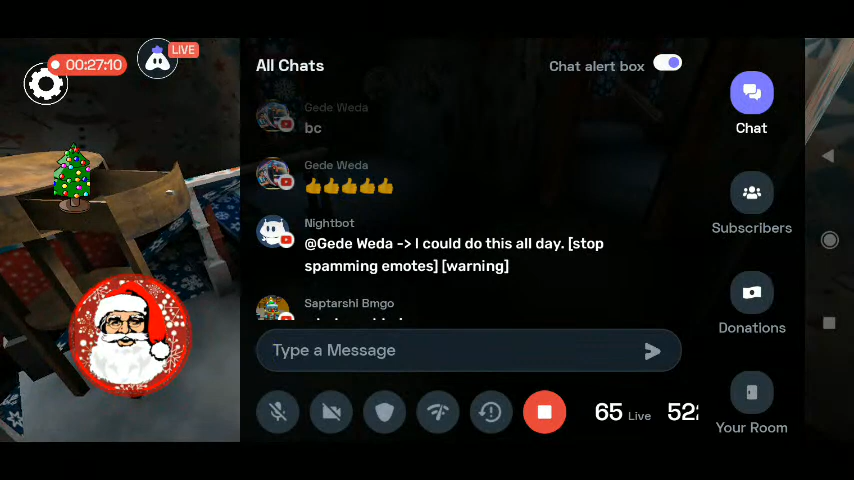 LIVE
00:27:10
All Chats
Chat alert box
Gede Weda
bc
Chat
Gede Weda
👍👍👍👍👍
Nightbot
@Gede Weda -> I could do this all day. [stop
spamming emotes] [warning]
Subscribers
Saptarshi Bmgo
Donations
Type a Message
65 Live
Your Room